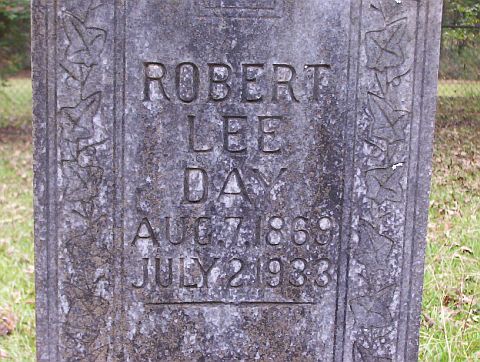 ROBERT
LEE
DAY
AUG. 7, 1869
JULY 2 1933